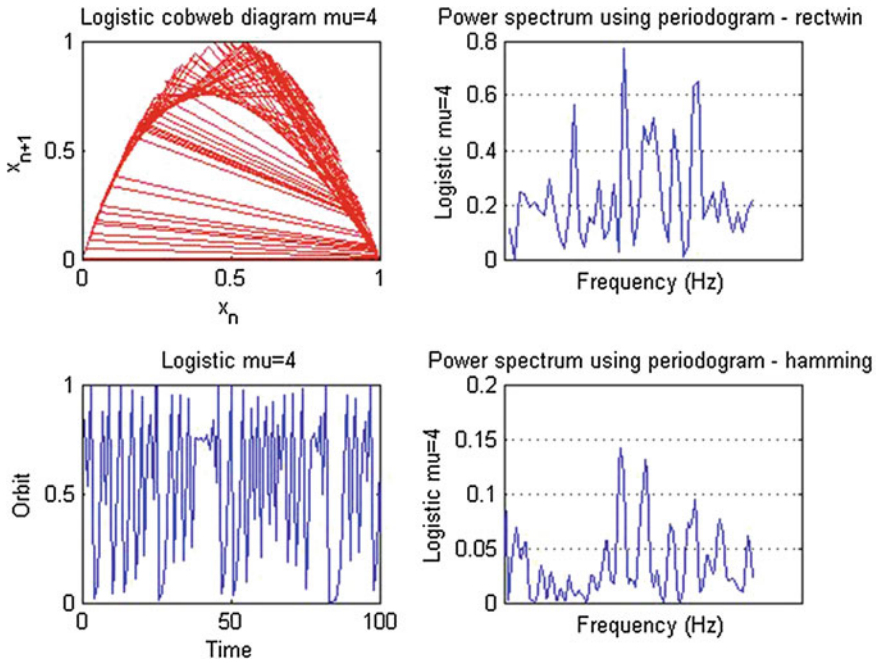 Logistic cobweb diagram mu=4
1
0.5
0
x_{n+1}
0 0.5 1
x_n
Power spectrum using periodogram - rectwin
0.8
0.6
0.4
0.2
0
Logistic mu=4
Frequency (Hz)
Logistic mu=4
1
0.5
0
Orbit
0 50 100
Time
Power spectrum using periodogram - hamming
0.2
0.15
0.1
0.05
0
Logistic mu=4
Frequency (Hz)